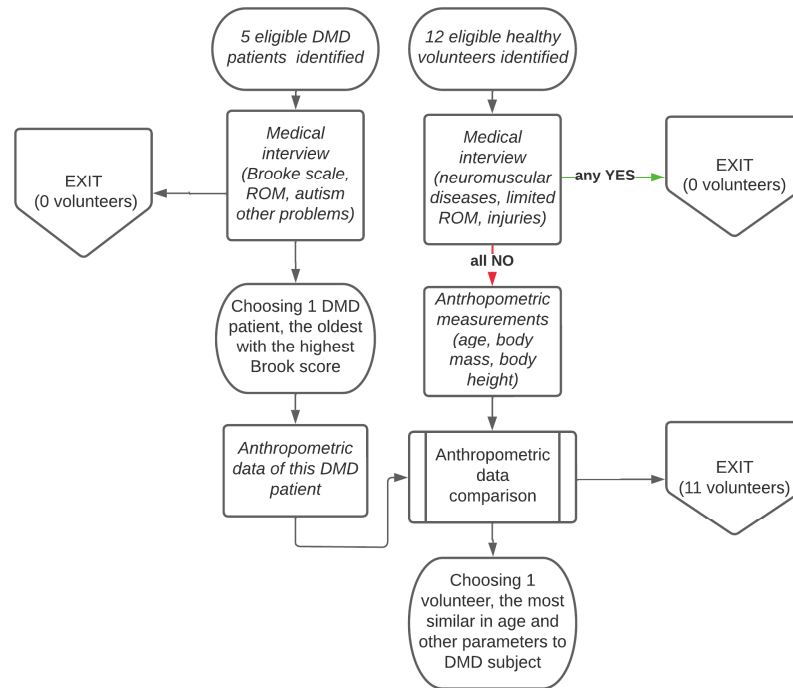 5 eligible DMD
patients identified
12 eligible healthy
volunteers identified
EXIT
(0 volunteers)
Medical
interview
(Brooke scale,
ROM, autism
other problems)
Medical
interview
(neuromuscular
diseases, limited
ROM, injuries)
any YES
EXIT
(0 volunteers)
all NO
Choosing 1 DMD
patient, the oldest
with the highest
Brook score
Antrhopometric
measurements
(age, body
mass, body
height)
Anthropometric
data of this DMD
patient
Anthropometric
data
comparison
EXIT
(11 volunteers)
Choosing 1
volunteer, the most
similar in age and
other parameters to
DMD subject